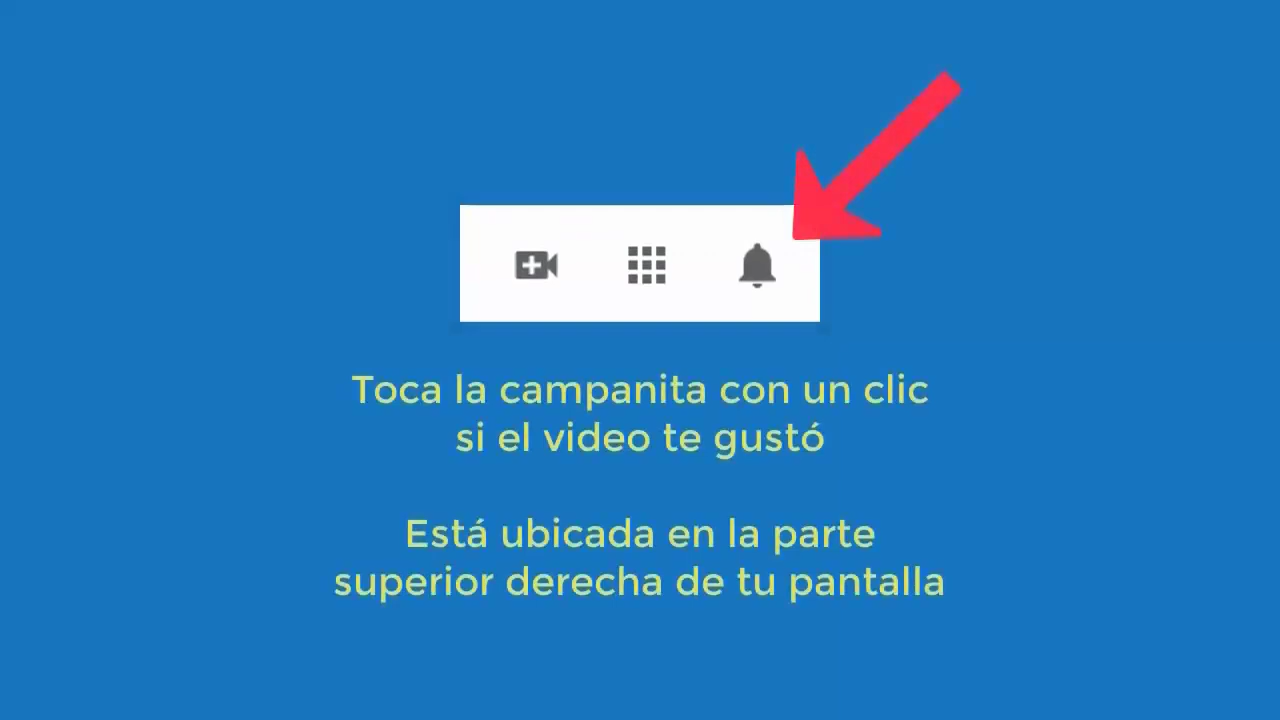 Toca la campanita con un clic
si el video te gustó
Está ubicada en la parte
superior derecha de tu pantalla